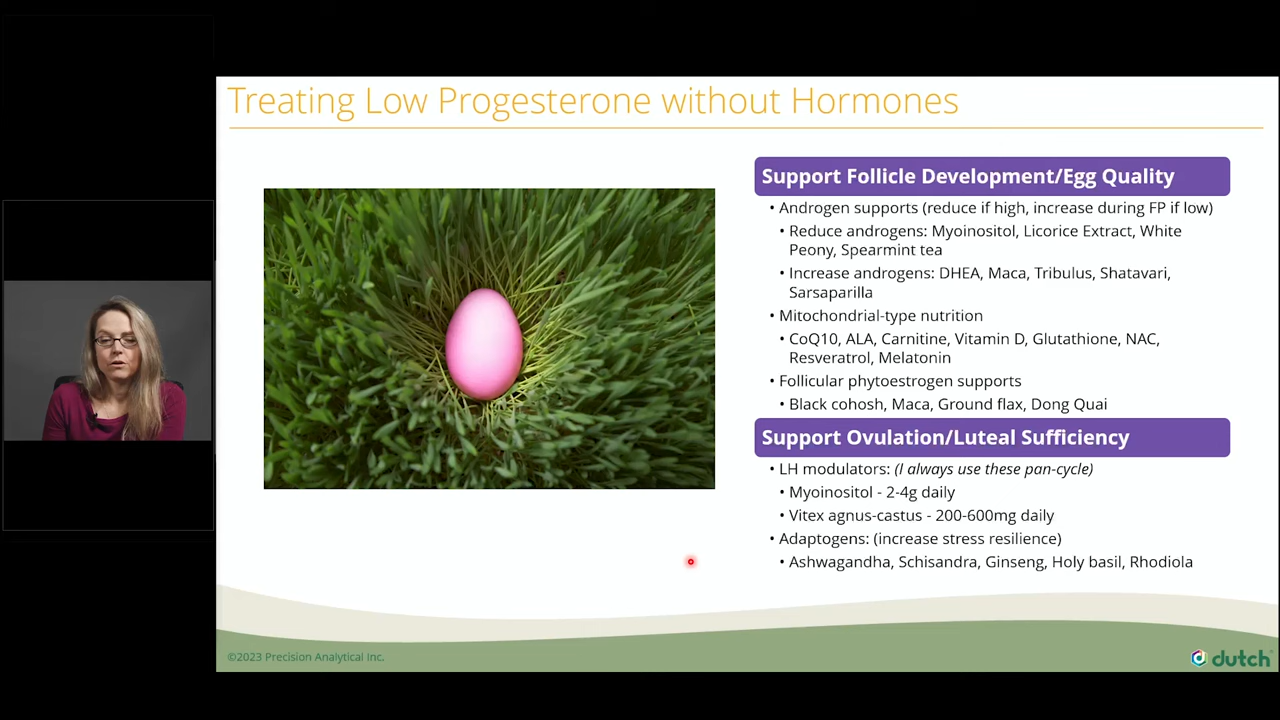 Treating Low Progesterone without Hormones
Support Follicle Development/Egg Quality
• Androgen supports (reduce if high, increase during FP if low)
• Reduce androgens: Myoinositol, Licorice Extract, White
Peony, Spearmint tea
• Increase androgens: DHEA, Maca, Tribulus, Shatavari,
Sarsaparilla
• Mitochondrial-type nutrition
• CoQ10, ALA, Carnitine, Vitamin D, Glutathione, NAC,
Resveratrol, Melatonin
• Follicular phytoestrogen supports
• Black cohosh, Maca, Ground flax, Dong Quai
Support Ovulation/Luteal Sufficiency
• LH modulators: (I always use these pan-cycle)
• Myoinositol - 2-4g daily
• Vitex agnus-castus - 200-600mg daily
• Adaptogens: (increase stress resilience)
• Ashwagandha, Schisandra, Ginseng, Holy basil, Rhodiola
©2023 Precision Analytical Inc.
dutch